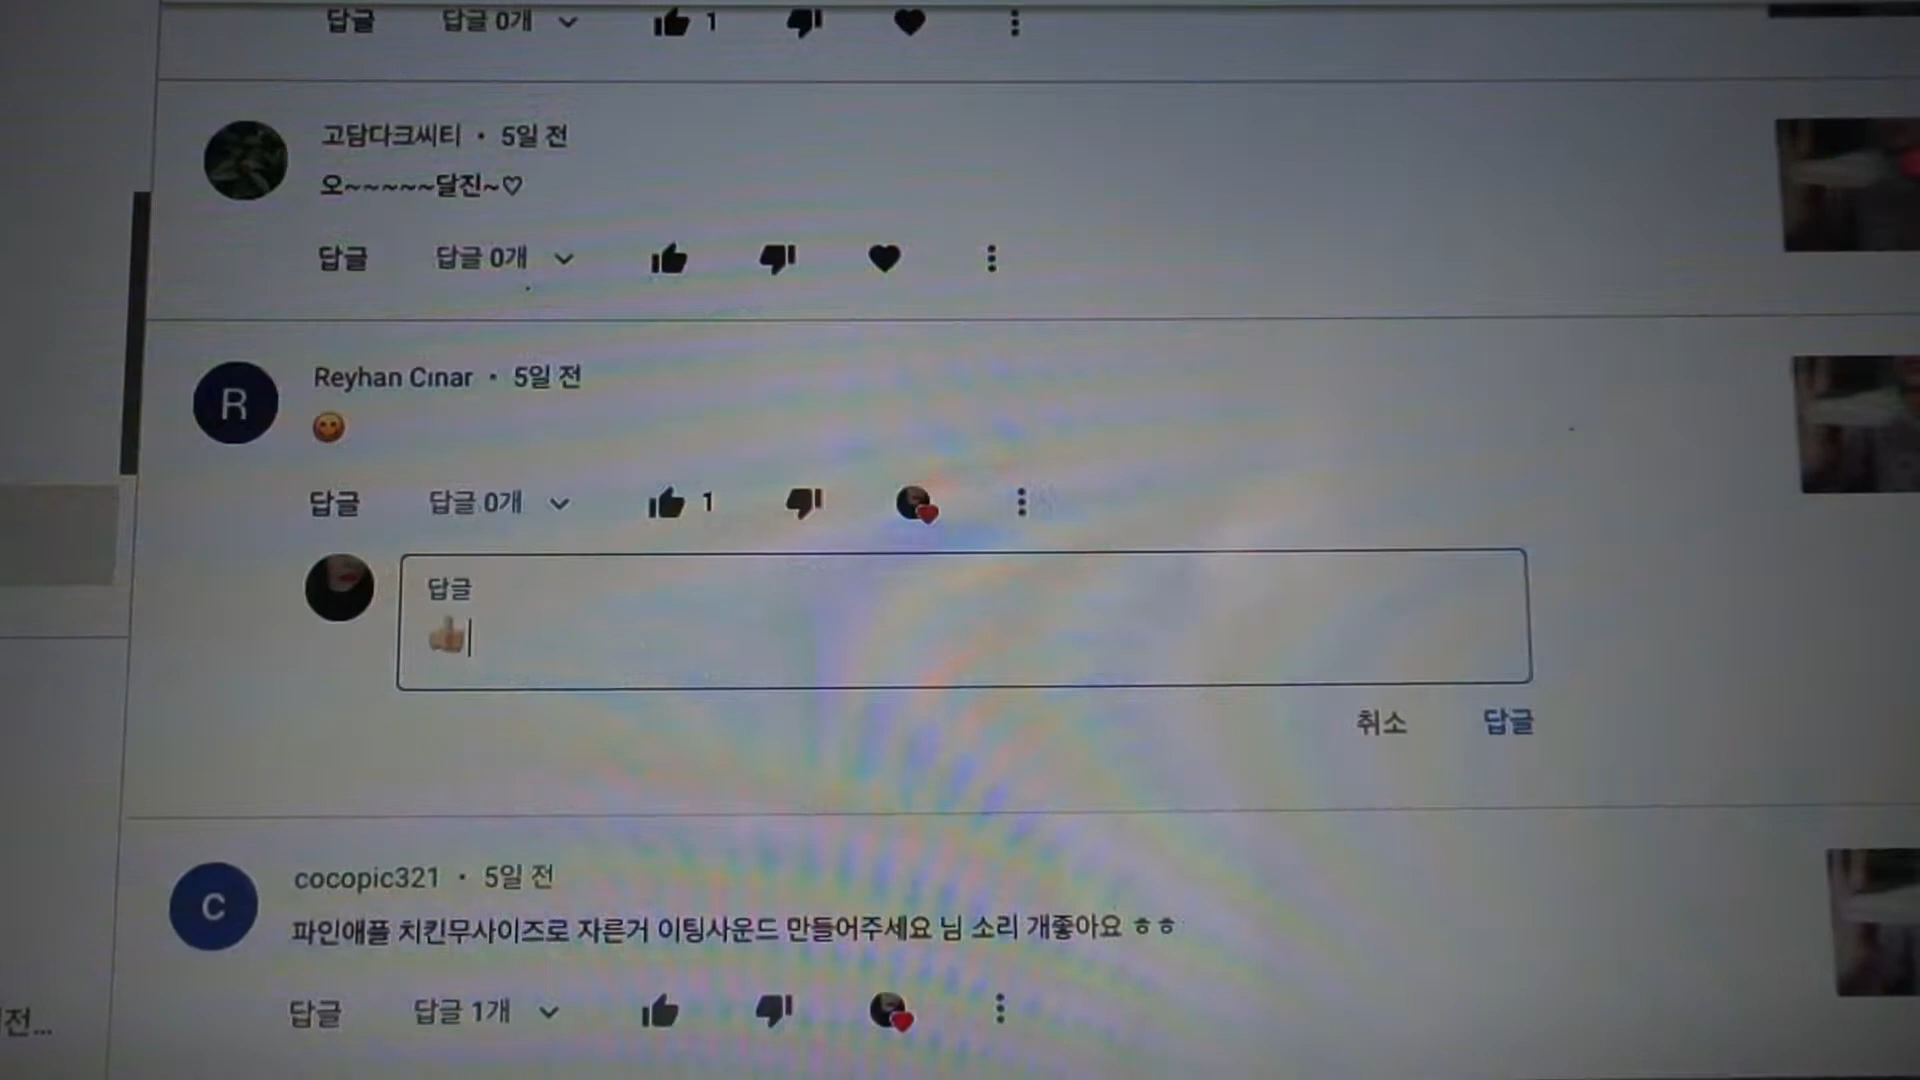 답글 답글 0개 1
고담다크씨티 • 5일 전
오~~~~~달진~♡
답글 답글 0개
R
Reyhan Cınar • 5일 전
😀
답글 답글 0개 1
답글
👍🏻
취소 답글
C
cocopic321 • 5일 전
파인애플 치킨무사이즈로 자른거 이팅사운드 만들어주세요 님 소리 개좋아요 ㅎㅎ
답글 답글 1개
전...